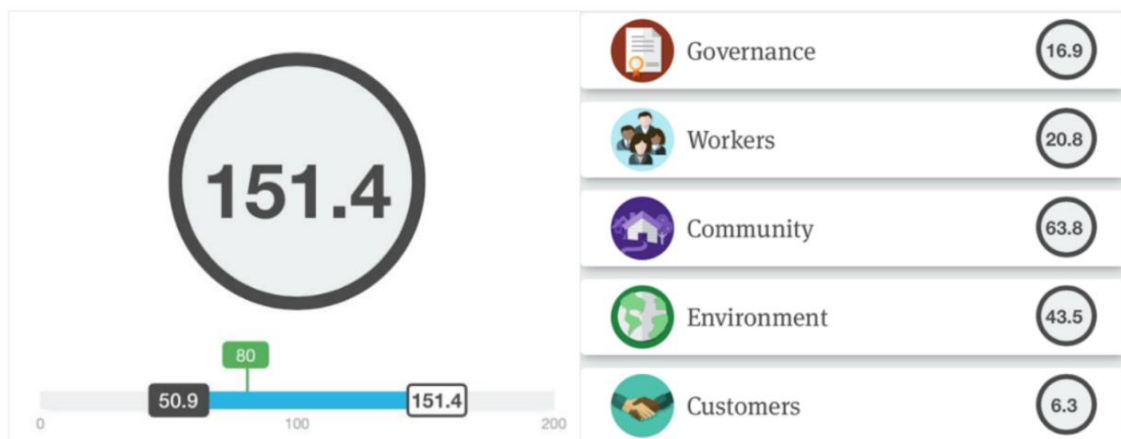 151.4
80
50.9
151.4
0
100
200
Governance 16.9
Workers 20.8
Community 63.8
Environment 43.5
Customers 6.3